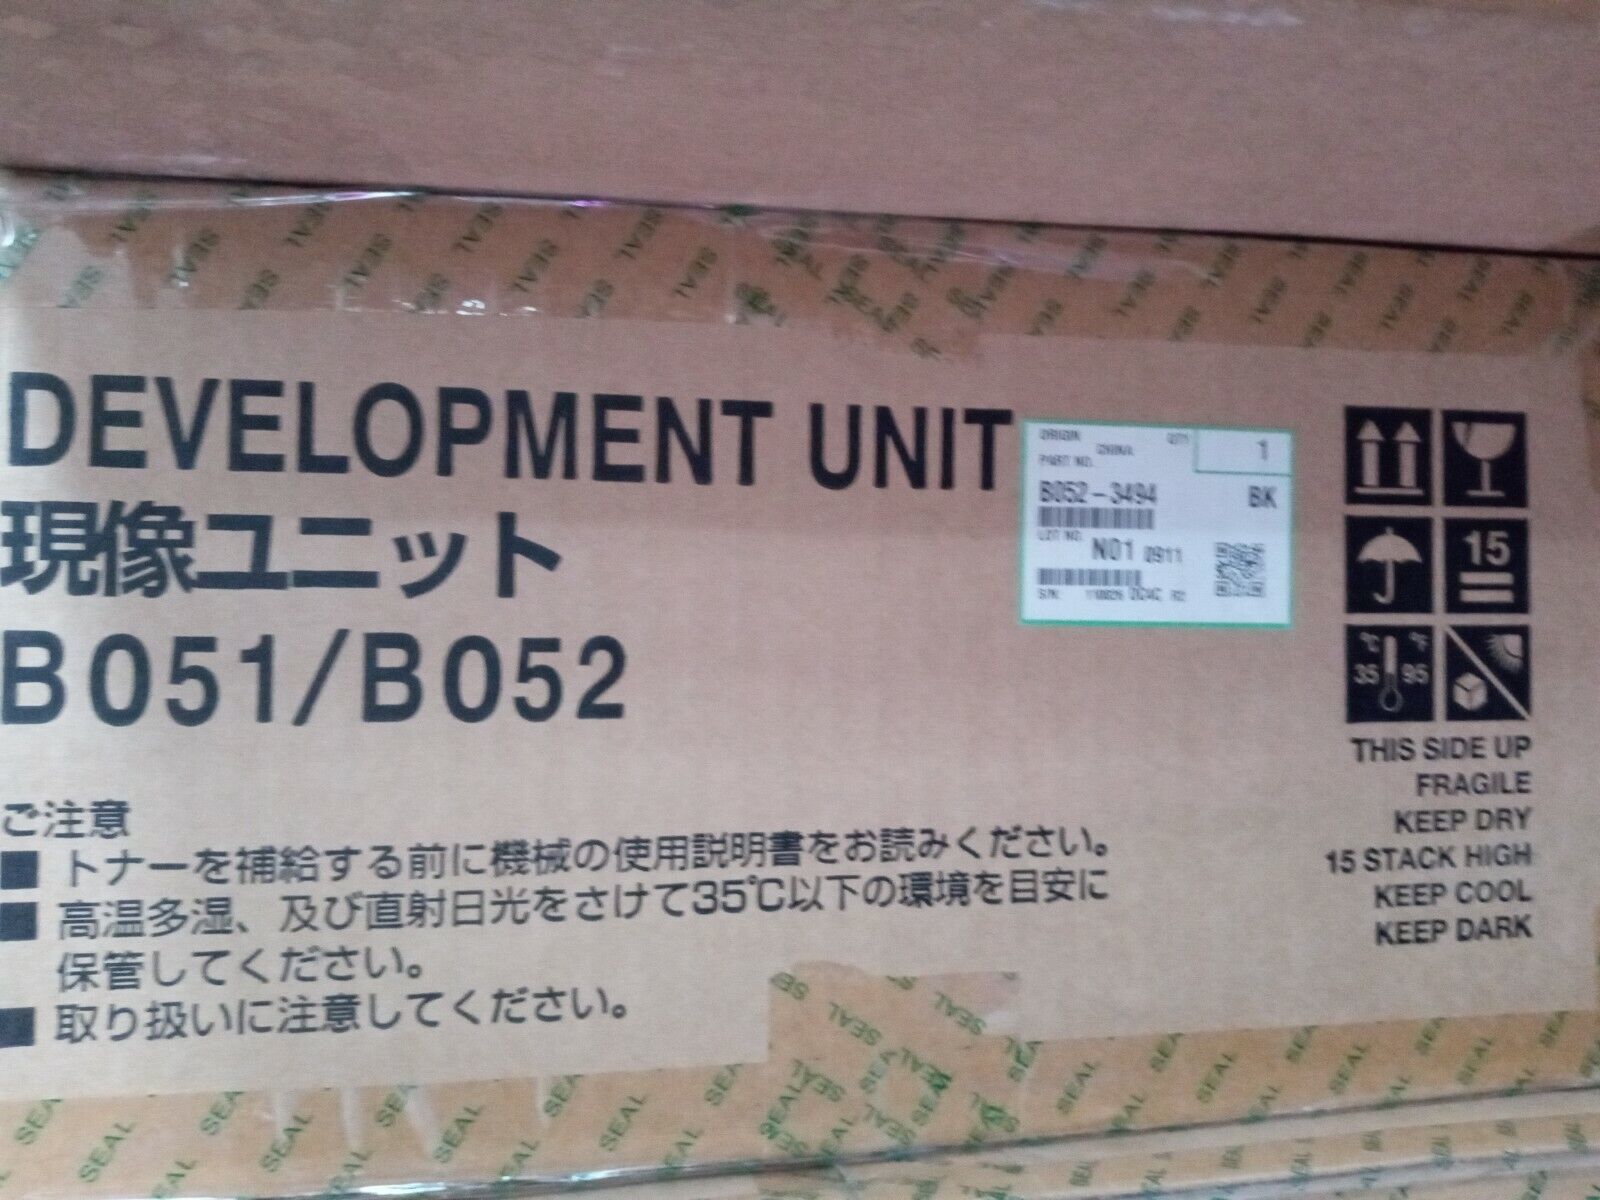 DEVELOPMENT UNIT
現像ユニット
B051/B052
ORIGIN CHINA QTY 1
PART NO.
B052-3494 BK
LOT NO. N01 0911
S/N
15
°C °F
35 95
THIS SIDE UP
FRAGILE
KEEP DRY
15 STACK HIGH
KEEP COOL
KEEP DARK
ご注意
■ トナーを補給する前に機械の使用説明書をお読みください。
■ 高温多湿、及び直射日光をさけて35℃以下の環境を目安に
保管してください。
■ 取り扱いに注意してください。
SEAL SEAL SEAL SEAL SEAL SEAL